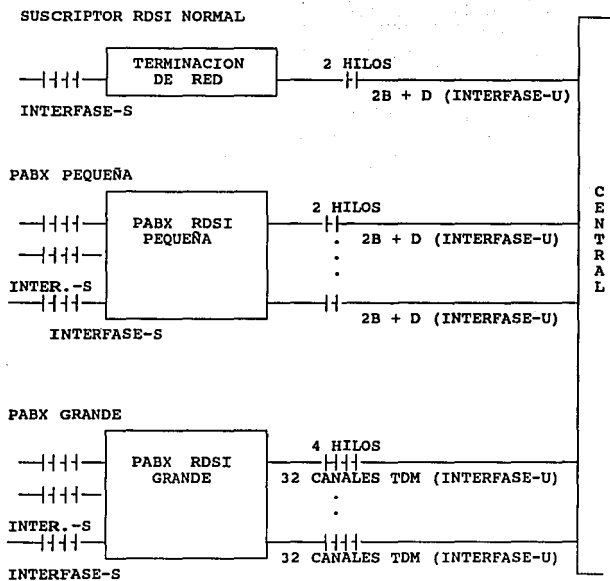 SUSCRIPTOR RDSI NORMAL
TERMINACION
DE RED
2 HILOS
2B + D (INTERFASE-U)
INTERFASE-S
PABX PEQUEÑA
PABX RDSI
PEQUEÑA
2 HILOS
2B + D (INTERFASE-U)
INTER.-S
2B + D (INTERFASE-U)
INTERFASE-S
PABX GRANDE
PABX RDSI
GRANDE
4 HILOS
32 CANALES TDM (INTERFASE-U)
INTER.-S
32 CANALES TDM (INTERFASE-U)
INTERFASE-S
CENTRAL